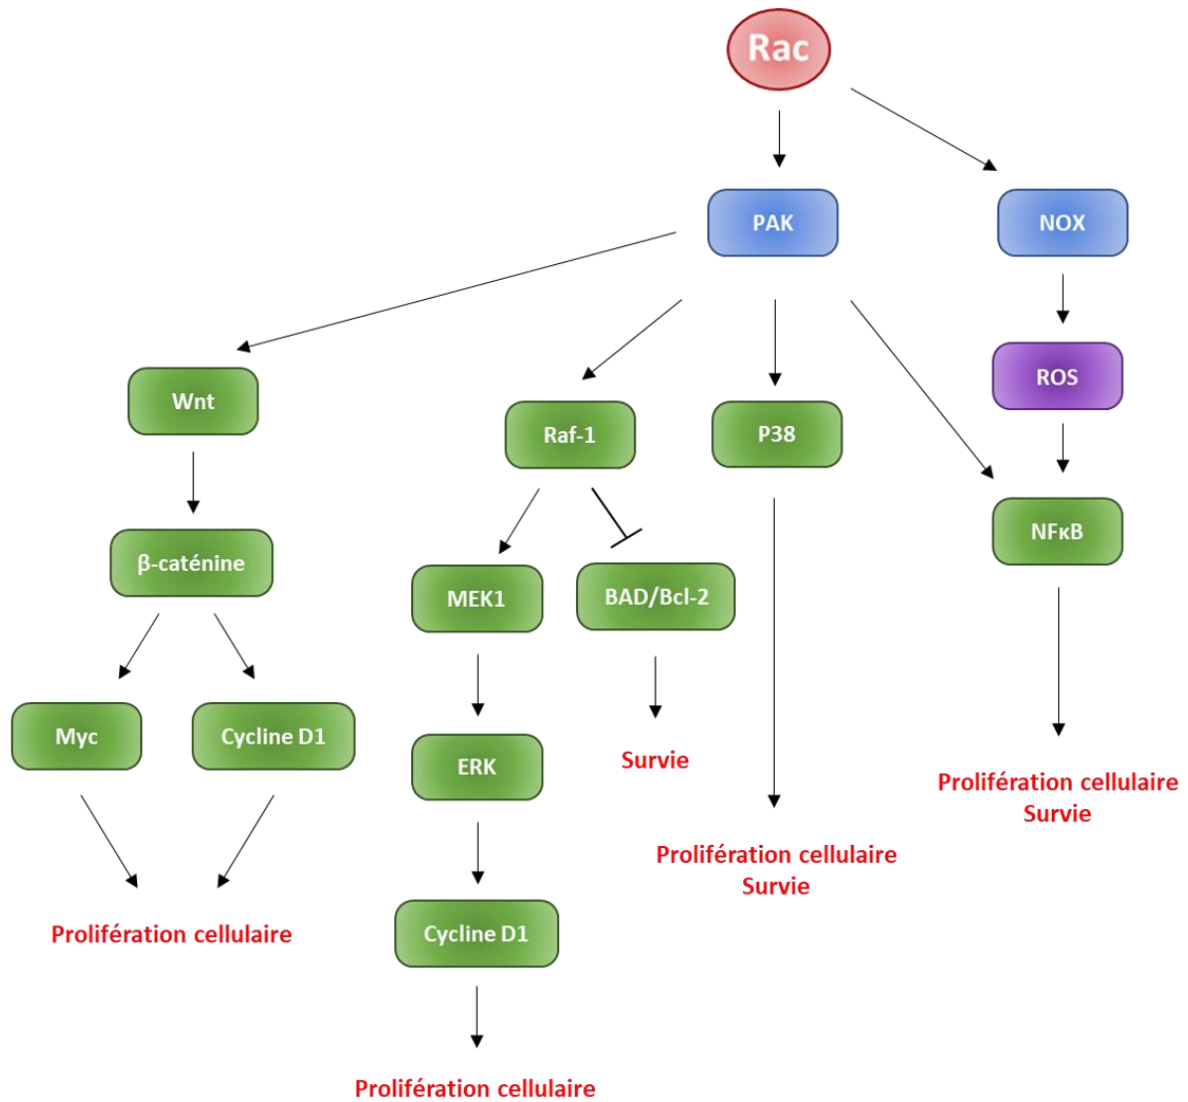 Rac
PAK
NOX
Wnt
Raf-1
P38
ROS
β-caténine
MEK1
BAD/Bcl-2
NFκB
Myc
Cycline D1
ERK
Survie
Prolifération cellulaire
Survie
Prolifération cellulaire
Survie
Prolifération cellulaire
Cycline D1
Prolifération cellulaire